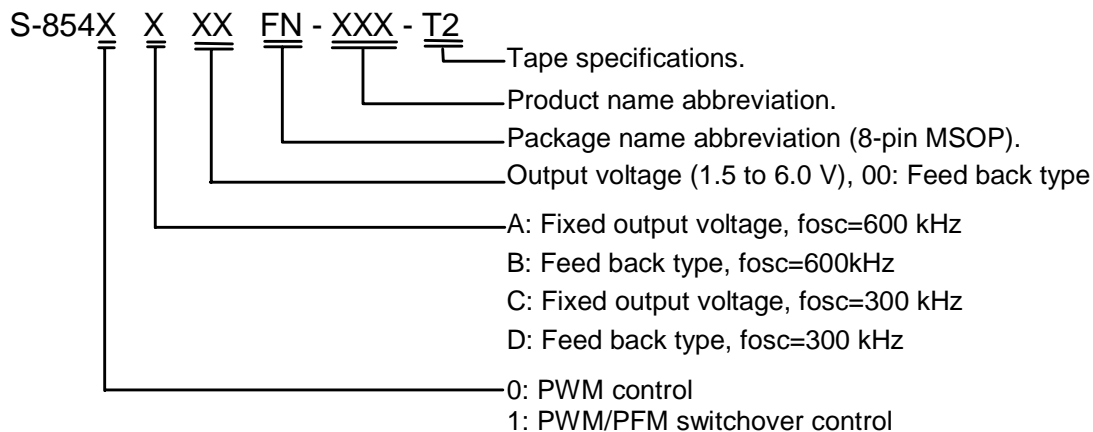 S-854X X XX FN - XXX - T2
Tape specifications.
Product name abbreviation.
Package name abbreviation (8-pin MSOP).
Output voltage (1.5 to 6.0 V), 00: Feed back type
A: Fixed output voltage, fosc=600 kHz
B: Feed back type, fosc=600kHz
C: Fixed output voltage, fosc=300 kHz
D: Feed back type, fosc=300 kHz
0: PWM control
1: PWM/PFM switchover control